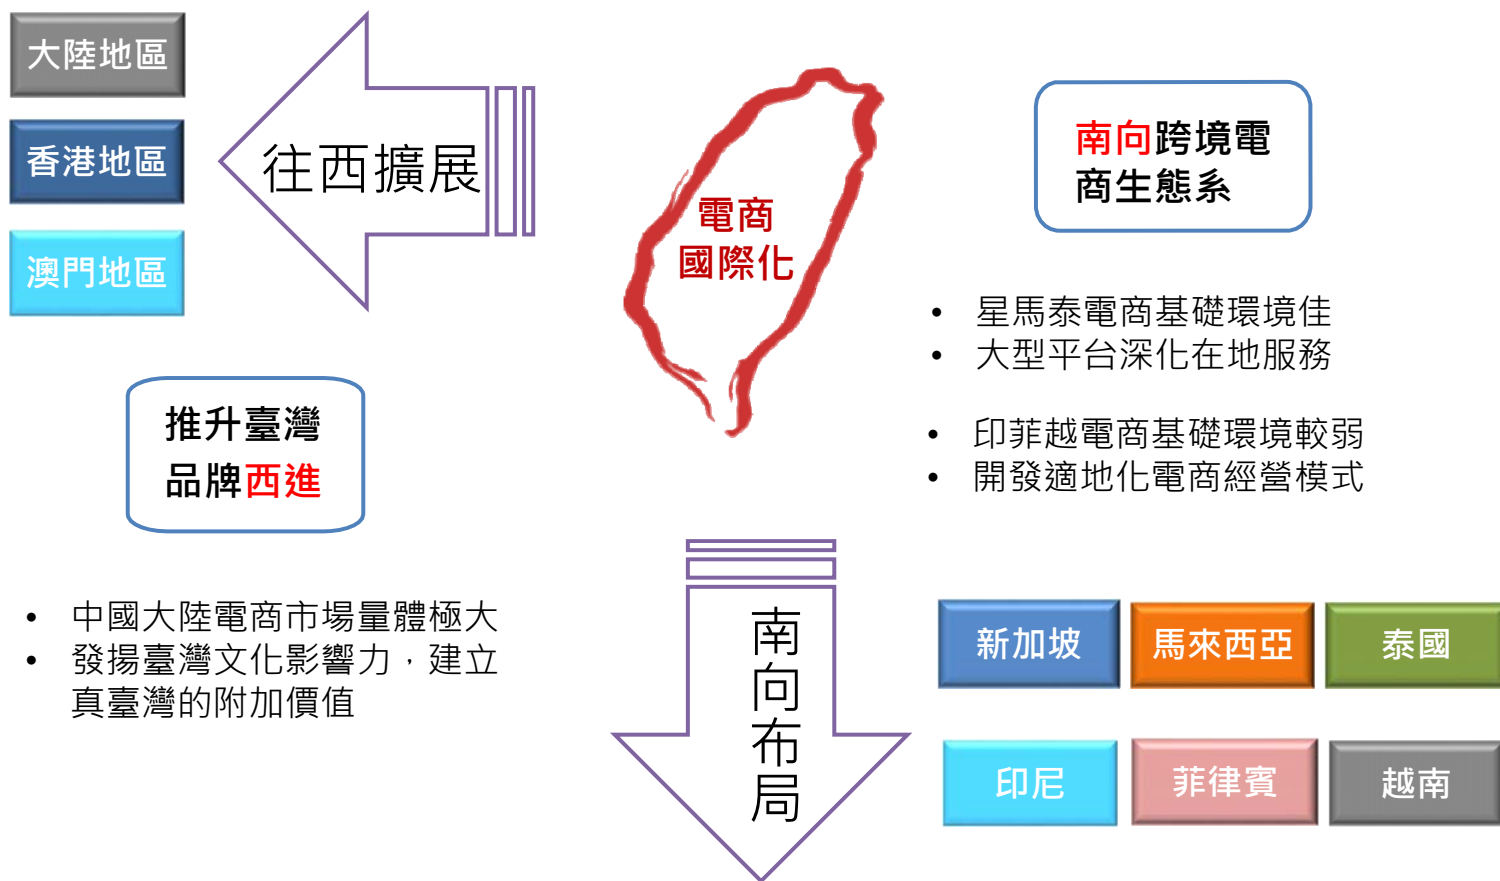 大陸地區
香港地區
澳門地區
往西擴展
電商
國際化
南向跨境電
商生態系
• 星馬泰電商基礎環境佳
• 大型平台深化在地服務
• 印菲越電商基礎環境較弱
• 開發適地化電商經營模式
推升臺灣
品牌西進
• 中國大陸電商市場量體極大
• 發揚臺灣文化影響力，建立
真臺灣的附加價值
南向布局
新加坡
馬來西亞
泰國
印尼
菲律賓
越南